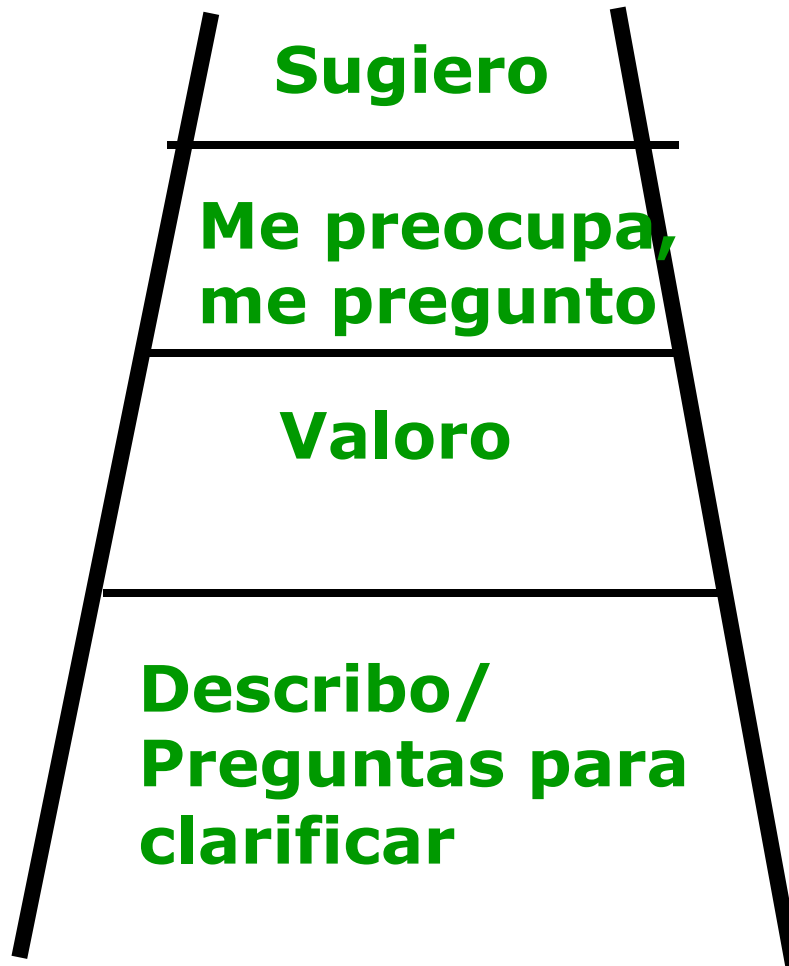 Sugiero
Me preocupa,
me pregunto
Valoro
Describo/
Preguntas para
clarificar